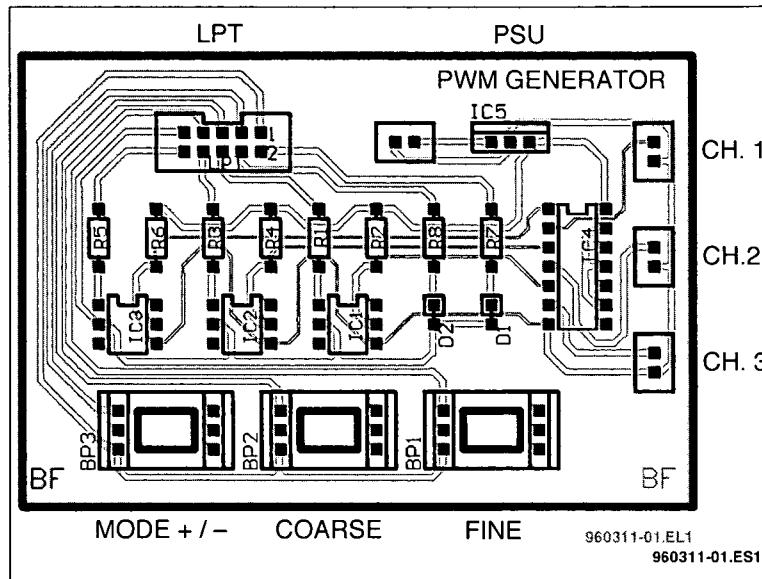 LPT PSU
PWM GENERATOR
IC5
1
2
CH. 1
R5 R6 R3 R4 R1 R2 R8 R7 IC4
CH.2
IC3 IC2 IC1 D2 D1
CH. 3
BP3 BP2 BP1
BF BF
MODE + / − COARSE FINE
960311-01.EL1
960311-01.ES1